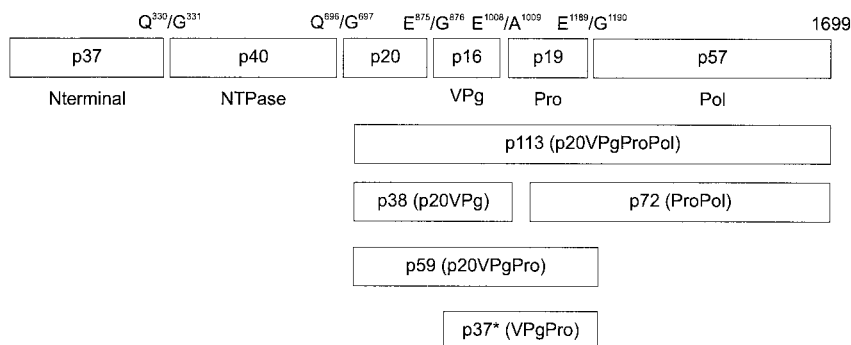 Q³³⁰/G³³¹ Q⁶⁹⁶/G⁶⁹⁷ E⁸⁷⁵/G⁸⁷⁶ E¹⁰⁰⁸/A¹⁰⁰⁹ E¹¹⁸⁹/G¹¹⁹⁰ 1699
p37 p40 p20 p16 p19 p57
Nterminal NTPase VPg Pro Pol
p113 (p20VPgProPol)
p38 (p20VPg) p72 (ProPol)
p59 (p20VPgPro)
p37* (VPgPro)